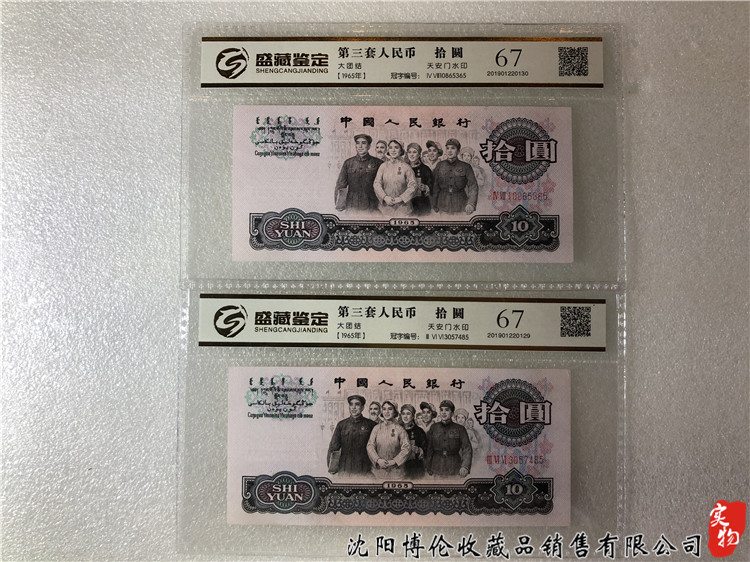 盛藏鉴定
SHENGCANGJIANDING
第三套人民币 拾圆
大团结 天安门水印
【1965年】 冠字编号: ⅣⅧⅠ0865365
67
201901220130
中國人民銀行
拾圓
ⅣⅧⅠ0865365
SHI YUAN
1965
10
盛藏鉴定
SHENGCANGJIANDING
第三套人民币 拾圆
大团结 天安门水印
【1965年】 冠字编号: ⅢⅥⅥ3057485
67
201901220129
中國人民銀行
拾圓
ⅢⅥⅥ3057485
SHI YUAN
1965
10
实物
沈阳博伦收藏品销售有限公司